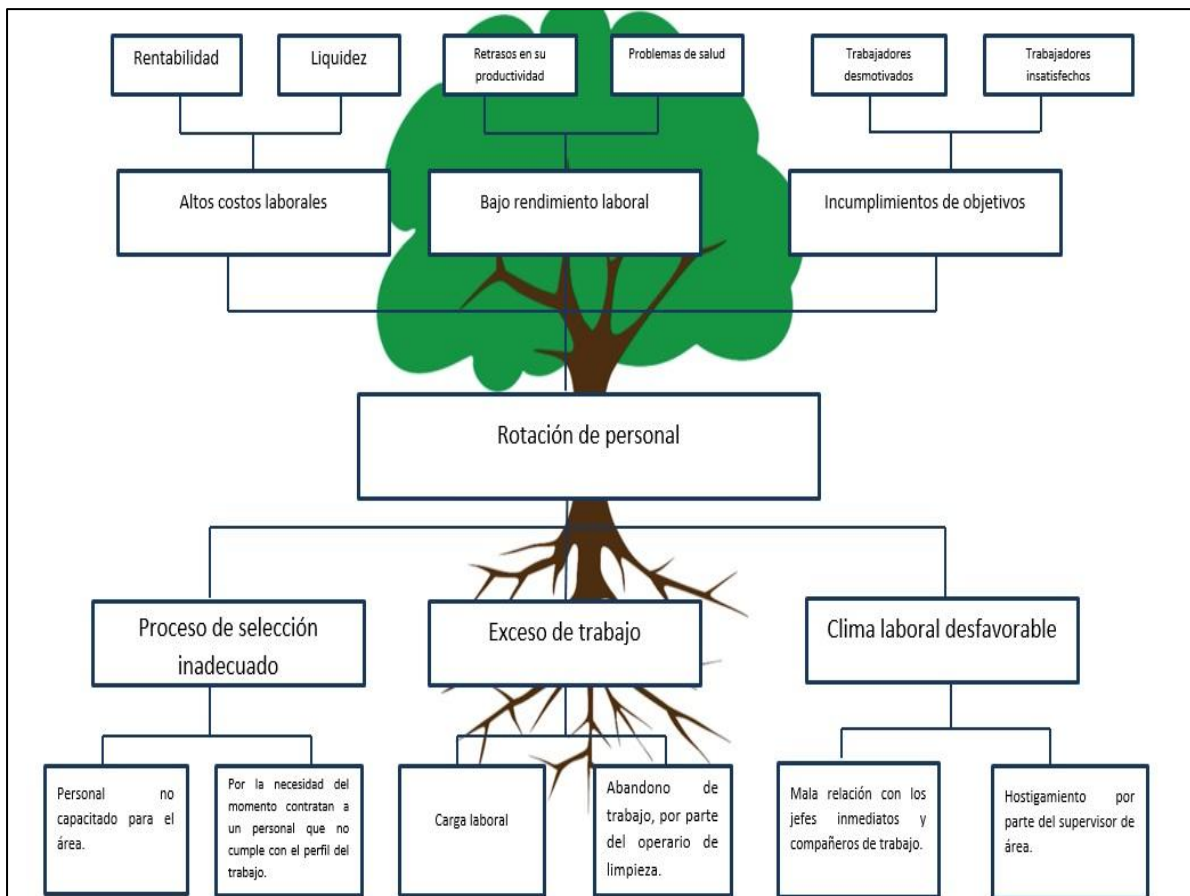 Rentabilidad
Liquidez
Retrasos en su
productividad
Problemas de salud
Trabajadores
desmotivados
Trabajadores
insatisfechos
Altos costos laborales
Bajo rendimiento laboral
Incumplimientos de objetivos
Rotación de personal
Proceso de selección
inadecuado
Exceso de trabajo
Clima laboral desfavorable
Personal no
capacitado para el
área.
Por la necesidad del
momento contratan a
un personal que no
cumple con el perfil del
trabajo.
Carga laboral
Abandono de
trabajo, por parte
del operario de
limpieza.
Mala relación con los
jefes inmediatos y
compañeros de trabajo.
Hostigamiento por
parte del supervisor de
área.